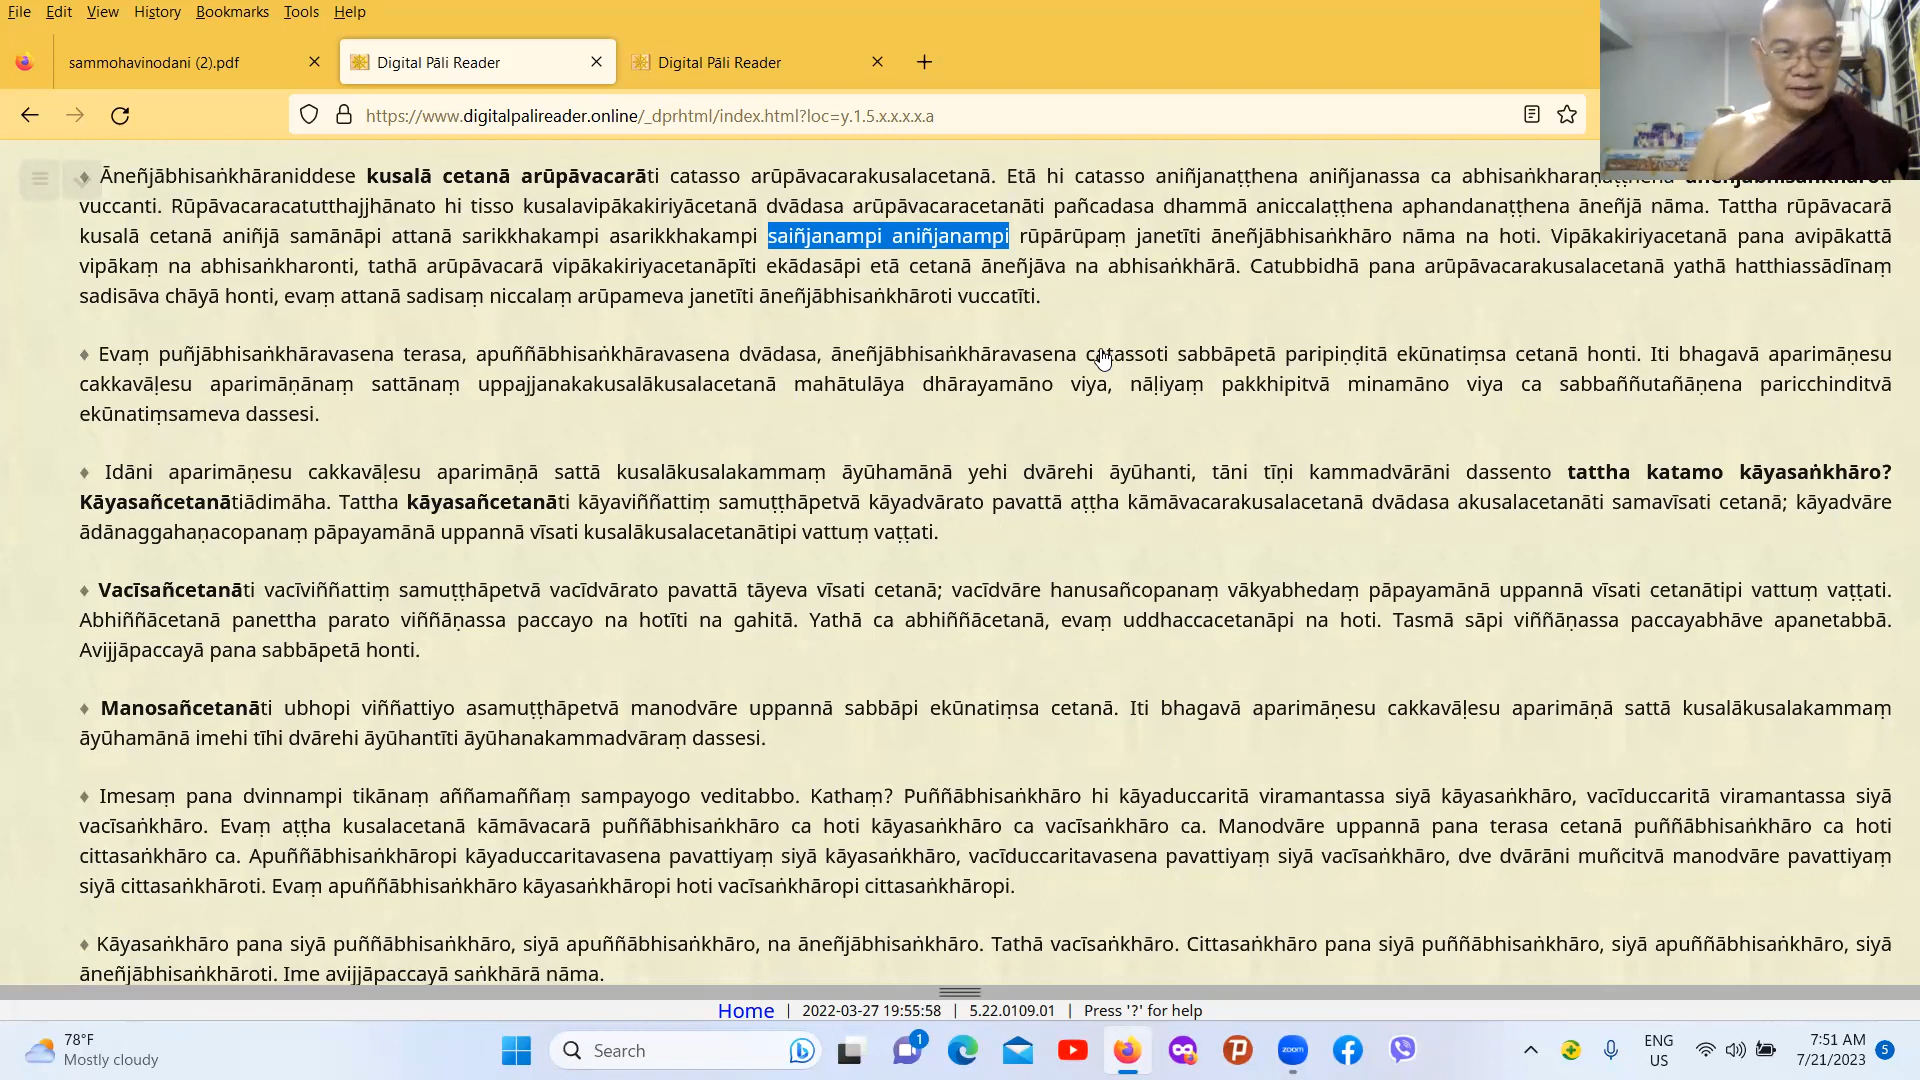 File Edit View History Bookmarks Tools Help
sammohavinodani (2).pdf
Digital Pāli Reader
Digital Pāli Reader
https://www.digitalpalireader.online/_dprhtml/index.html?loc=y.1.5.x.x.x.x.a
♦ Āneñjābhisaṅkhāraniddese kusalā cetanā arūpāvacarāti catasso arūpāvacarakusalacetanā. Etā hi catasso aniñjanaṭṭhena aniñjanassa ca
vuccanti. Rūpāvacaracatutthajjhānato hi tisso kusalavipākakiriyācetanā dvādasa arūpāvacaracetanāti pañcadasa dhammā aniccalaṭṭhena aphandanaṭṭhena āneñjā nāma. Tattha rūpāvacarā
kusalā cetanā aniñjā samānāpi attanā sarikkhakampi asarikkhakampi saiñjanampi aniñjanampi rūpārūpaṃ janetīti āneñjābhisaṅkhāro nāma na hoti. Vipākakiriyacetanā pana avipākattā
vipākaṃ na abhisaṅkharonti, tathā arūpāvacarā vipākakiriyacetanāpīti ekādasāpi etā cetanā āneñjāva na abhisaṅkhārā. Catubbidhā pana arūpāvacarakusalacetanā yathā hatthiassādīnaṃ
sadisāva chāyā honti, evaṃ attanā sadisaṃ niccalaṃ arūpameva janetīti āneñjābhisaṅkhāroti vuccatīti.
♦ Evaṃ puñjābhisaṅkhāravasena terasa, apuññābhisaṅkhāravasena dvādasa, āneñjābhisaṅkhāravasena catassoti sabbāpetā paripiṇḍitā ekūnatiṃsa cetanā honti. Iti bhagavā aparimāṇesu
cakkavāḷesu aparimāṇānaṃ sattānaṃ uppajjanakakusalākusalacetanā mahātulāya dhārayamāno viya, nāḷiyaṃ pakkhipitvā minamāno viya ca sabbaññutañāṇena paricchinditvā
ekūnatiṃsameva dassesi.
♦ Idāni aparimāṇesu cakkavāḷesu aparimāṇā sattā kusalākusalakammaṃ āyūhamānā yehi dvārehi āyūhanti, tāni tīṇi kammadvārāni dassento tattha katamo kāyasaṅkhāro?
Kāyasañcetanātiādimāha. Tattha kāyasañcetanāti kāyaviññattiṃ samuṭṭhāpetvā kāyadvārato pavattā aṭṭha kāmāvacarakusalacetanā dvādasa akusalacetanāti samavīsati cetanā; kāyadvāre
ādānaggahaṇacopanaṃ pāpayamānā uppannā vīsati kusalākusalacetanātipi vattuṃ vaṭṭati.
♦ Vacīsañcetanāti vacīviññattiṃ samuṭṭhāpetvā vacīdvārato pavattā tāyeva vīsati cetanā; vacīdvāre hanusañcopanaṃ vākyabhedaṃ pāpayamānā uppannā vīsati cetanātipi vattuṃ vaṭṭati.
Abhiññācetanā panettha parato viññāṇassa paccayo na hotīti na gahitā. Yathā ca abhiññācetanā, evaṃ uddhaccacetanāpi na hoti. Tasmā sāpi viññāṇassa paccayabhāve apanetabbā.
Avijjāpaccayā pana sabbāpetā honti.
♦ Manosañcetanāti ubhopi viññattiyo asamuṭṭhāpetvā manodvāre uppannā sabbāpi ekūnatiṃsa cetanā. Iti bhagavā aparimāṇesu cakkavāḷesu aparimāṇā sattā kusalākusalakammaṃ
āyūhamānā imehi tīhi dvārehi āyūhantīti āyūhanakammadvāraṃ dassesi.
♦ Imesaṃ pana dvinnampi tikānaṃ aññamaññaṃ sampayogo veditabbo. Kathaṃ? Puññābhisaṅkhāro hi kāyaduccaritā viramantassa siyā kāyasaṅkhāro, vacīduccaritā viramantassa siyā
vacīsaṅkhāro. Evaṃ aṭṭha kusalacetanā kāmāvacarā puññābhisaṅkhāro ca hoti kāyasaṅkhāro ca vacīsaṅkhāro ca. Manodvāre uppannā pana terasa cetanā puññābhisaṅkhāro ca hoti
cittasaṅkhāro ca. Apuññābhisaṅkhāropi kāyaduccaritavasena pavattiyaṃ siyā kāyasaṅkhāro, vacīduccaritavasena pavattiyaṃ siyā vacīsaṅkhāro, dve dvārāni muñcitvā manodvāre pavattiyaṃ
siyā cittasaṅkhāroti. Evaṃ apuññābhisaṅkhāro kāyasaṅkhāropi hoti vacīsaṅkhāropi cittasaṅkhāropi.
♦ Kāyasaṅkhāro pana siyā puññābhisaṅkhāro, siyā apuññābhisaṅkhāro, na āneñjābhisaṅkhāro. Tathā vacīsaṅkhāro. Cittasaṅkhāro pana siyā puññābhisaṅkhāro, siyā apuññābhisaṅkhāro, siyā
āneñjābhisaṅkhāroti. Ime avijjāpaccayā saṅkhārā nāma.
Home | 2022-03-27 19:55:58 | 5.22.0109.01 | Press '?' for help
78°F
Mostly cloudy
Search
1
zoom
ENG
US
7:51 AM
7/21/2023
5